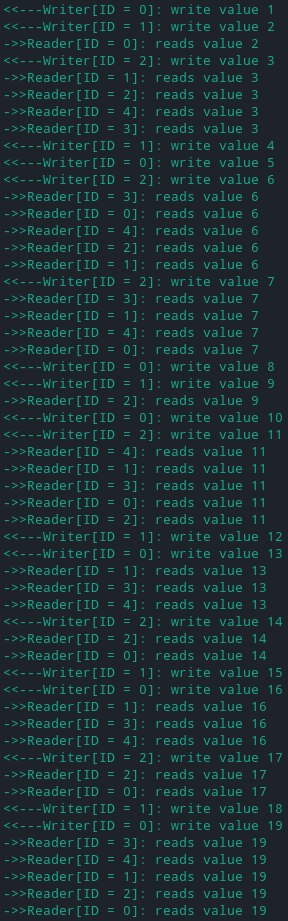 <<---Writer[ID = 0]: write value 1
<<---Writer[ID = 1]: write value 2
->>Reader[ID = 0]: reads value 2
<<---Writer[ID = 2]: write value 3
->>Reader[ID = 1]: reads value 3
->>Reader[ID = 2]: reads value 3
->>Reader[ID = 4]: reads value 3
->>Reader[ID = 3]: reads value 3
<<---Writer[ID = 1]: write value 4
<<---Writer[ID = 0]: write value 5
<<---Writer[ID = 2]: write value 6
->>Reader[ID = 3]: reads value 6
->>Reader[ID = 0]: reads value 6
->>Reader[ID = 4]: reads value 6
->>Reader[ID = 2]: reads value 6
->>Reader[ID = 1]: reads value 6
<<---Writer[ID = 2]: write value 7
->>Reader[ID = 3]: reads value 7
->>Reader[ID = 1]: reads value 7
->>Reader[ID = 4]: reads value 7
->>Reader[ID = 0]: reads value 7
<<---Writer[ID = 0]: write value 8
<<---Writer[ID = 1]: write value 9
->>Reader[ID = 2]: reads value 9
<<---Writer[ID = 0]: write value 10
<<---Writer[ID = 2]: write value 11
->>Reader[ID = 4]: reads value 11
->>Reader[ID = 1]: reads value 11
->>Reader[ID = 3]: reads value 11
->>Reader[ID = 0]: reads value 11
->>Reader[ID = 2]: reads value 11
<<---Writer[ID = 1]: write value 12
<<---Writer[ID = 0]: write value 13
->>Reader[ID = 1]: reads value 13
->>Reader[ID = 3]: reads value 13
->>Reader[ID = 4]: reads value 13
<<---Writer[ID = 2]: write value 14
->>Reader[ID = 2]: reads value 14
->>Reader[ID = 0]: reads value 14
<<---Writer[ID = 1]: write value 15
<<---Writer[ID = 0]: write value 16
->>Reader[ID = 1]: reads value 16
->>Reader[ID = 3]: reads value 16
->>Reader[ID = 4]: reads value 16
<<---Writer[ID = 2]: write value 17
->>Reader[ID = 2]: reads value 17
->>Reader[ID = 0]: reads value 17
<<---Writer[ID = 1]: write value 18
<<---Writer[ID = 0]: write value 19
->>Reader[ID = 3]: reads value 19
->>Reader[ID = 4]: reads value 19
->>Reader[ID = 1]: reads value 19
->>Reader[ID = 2]: reads value 19
->>Reader[ID = 0]: reads value 19